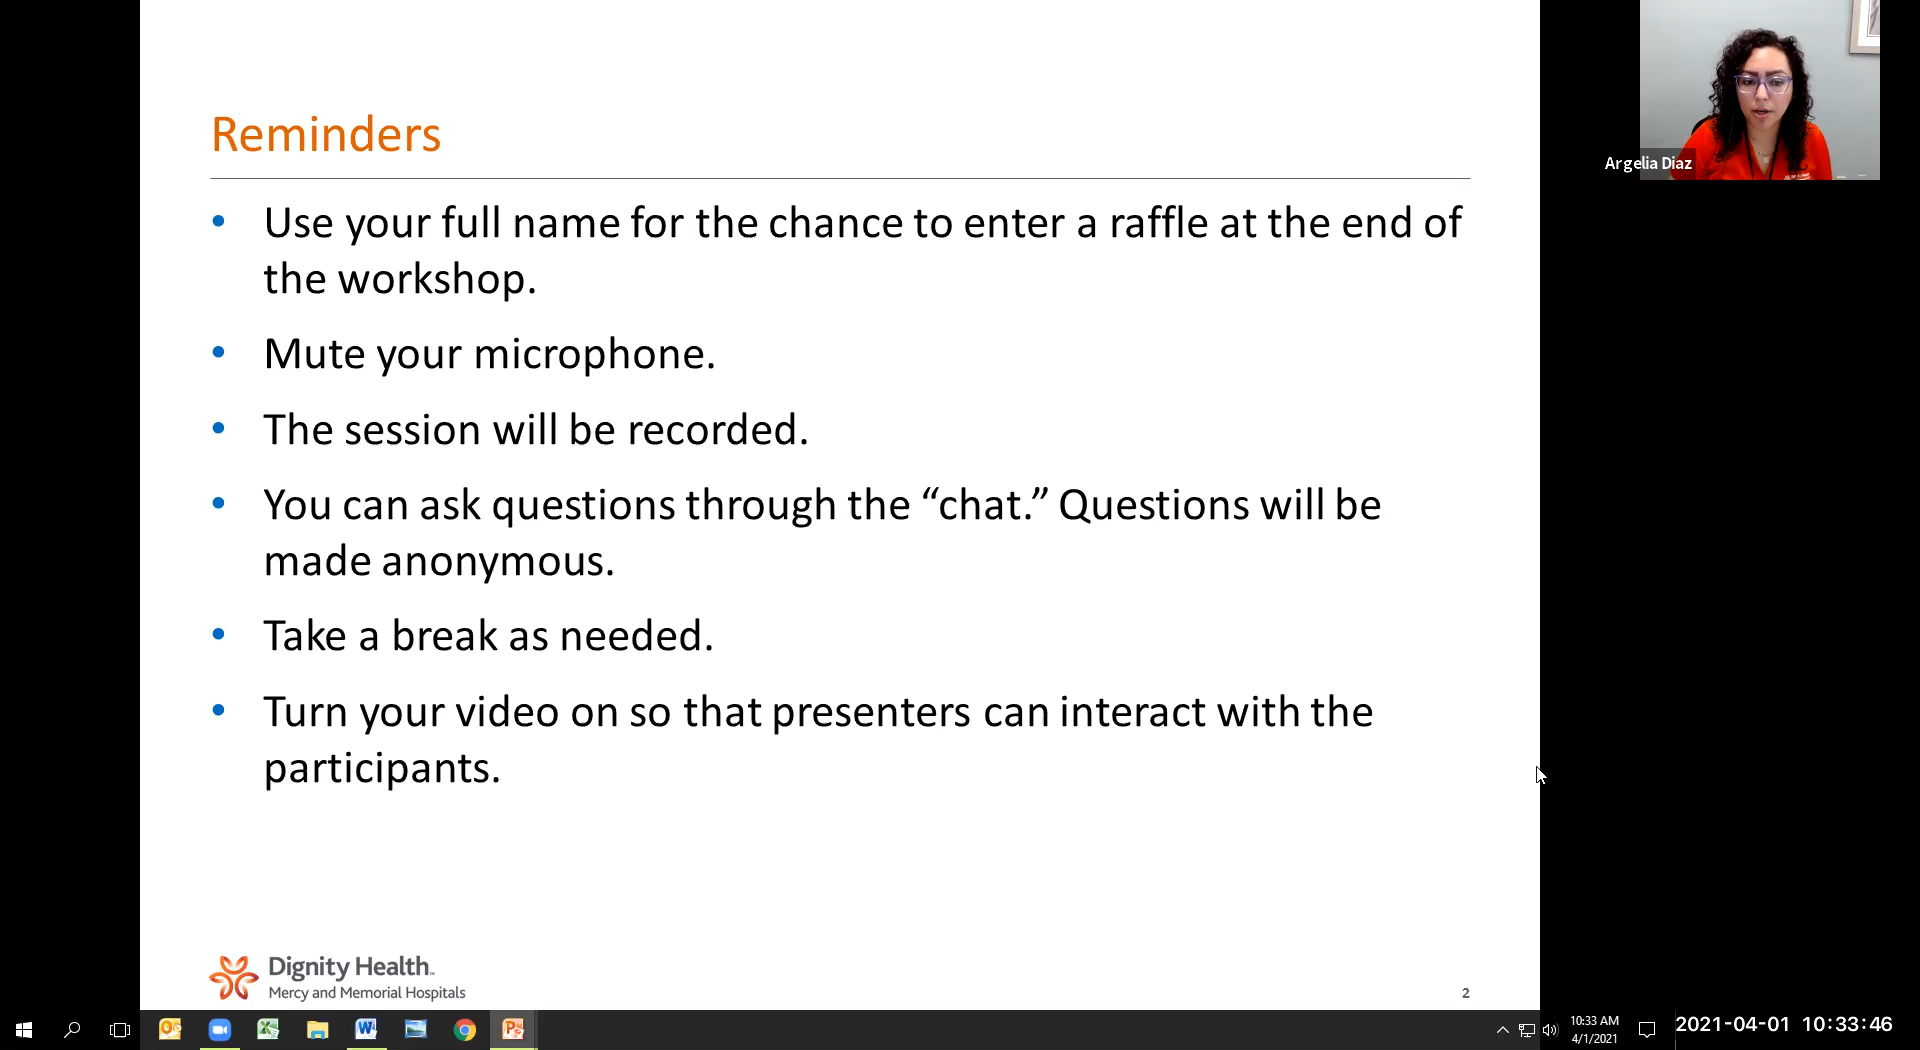 Reminders
• Use your full name for the chance to enter a raffle at the end of
the workshop.
• Mute your microphone.
• The session will be recorded.
• You can ask questions through the “chat.” Questions will be
made anonymous.
• Take a break as needed.
• Turn your video on so that presenters can interact with the
participants.
Dignity Health™
Mercy and Memorial Hospitals
2
Argelia Diaz
10:33 AM
4/1/2021
2021-04-01 10:33:46